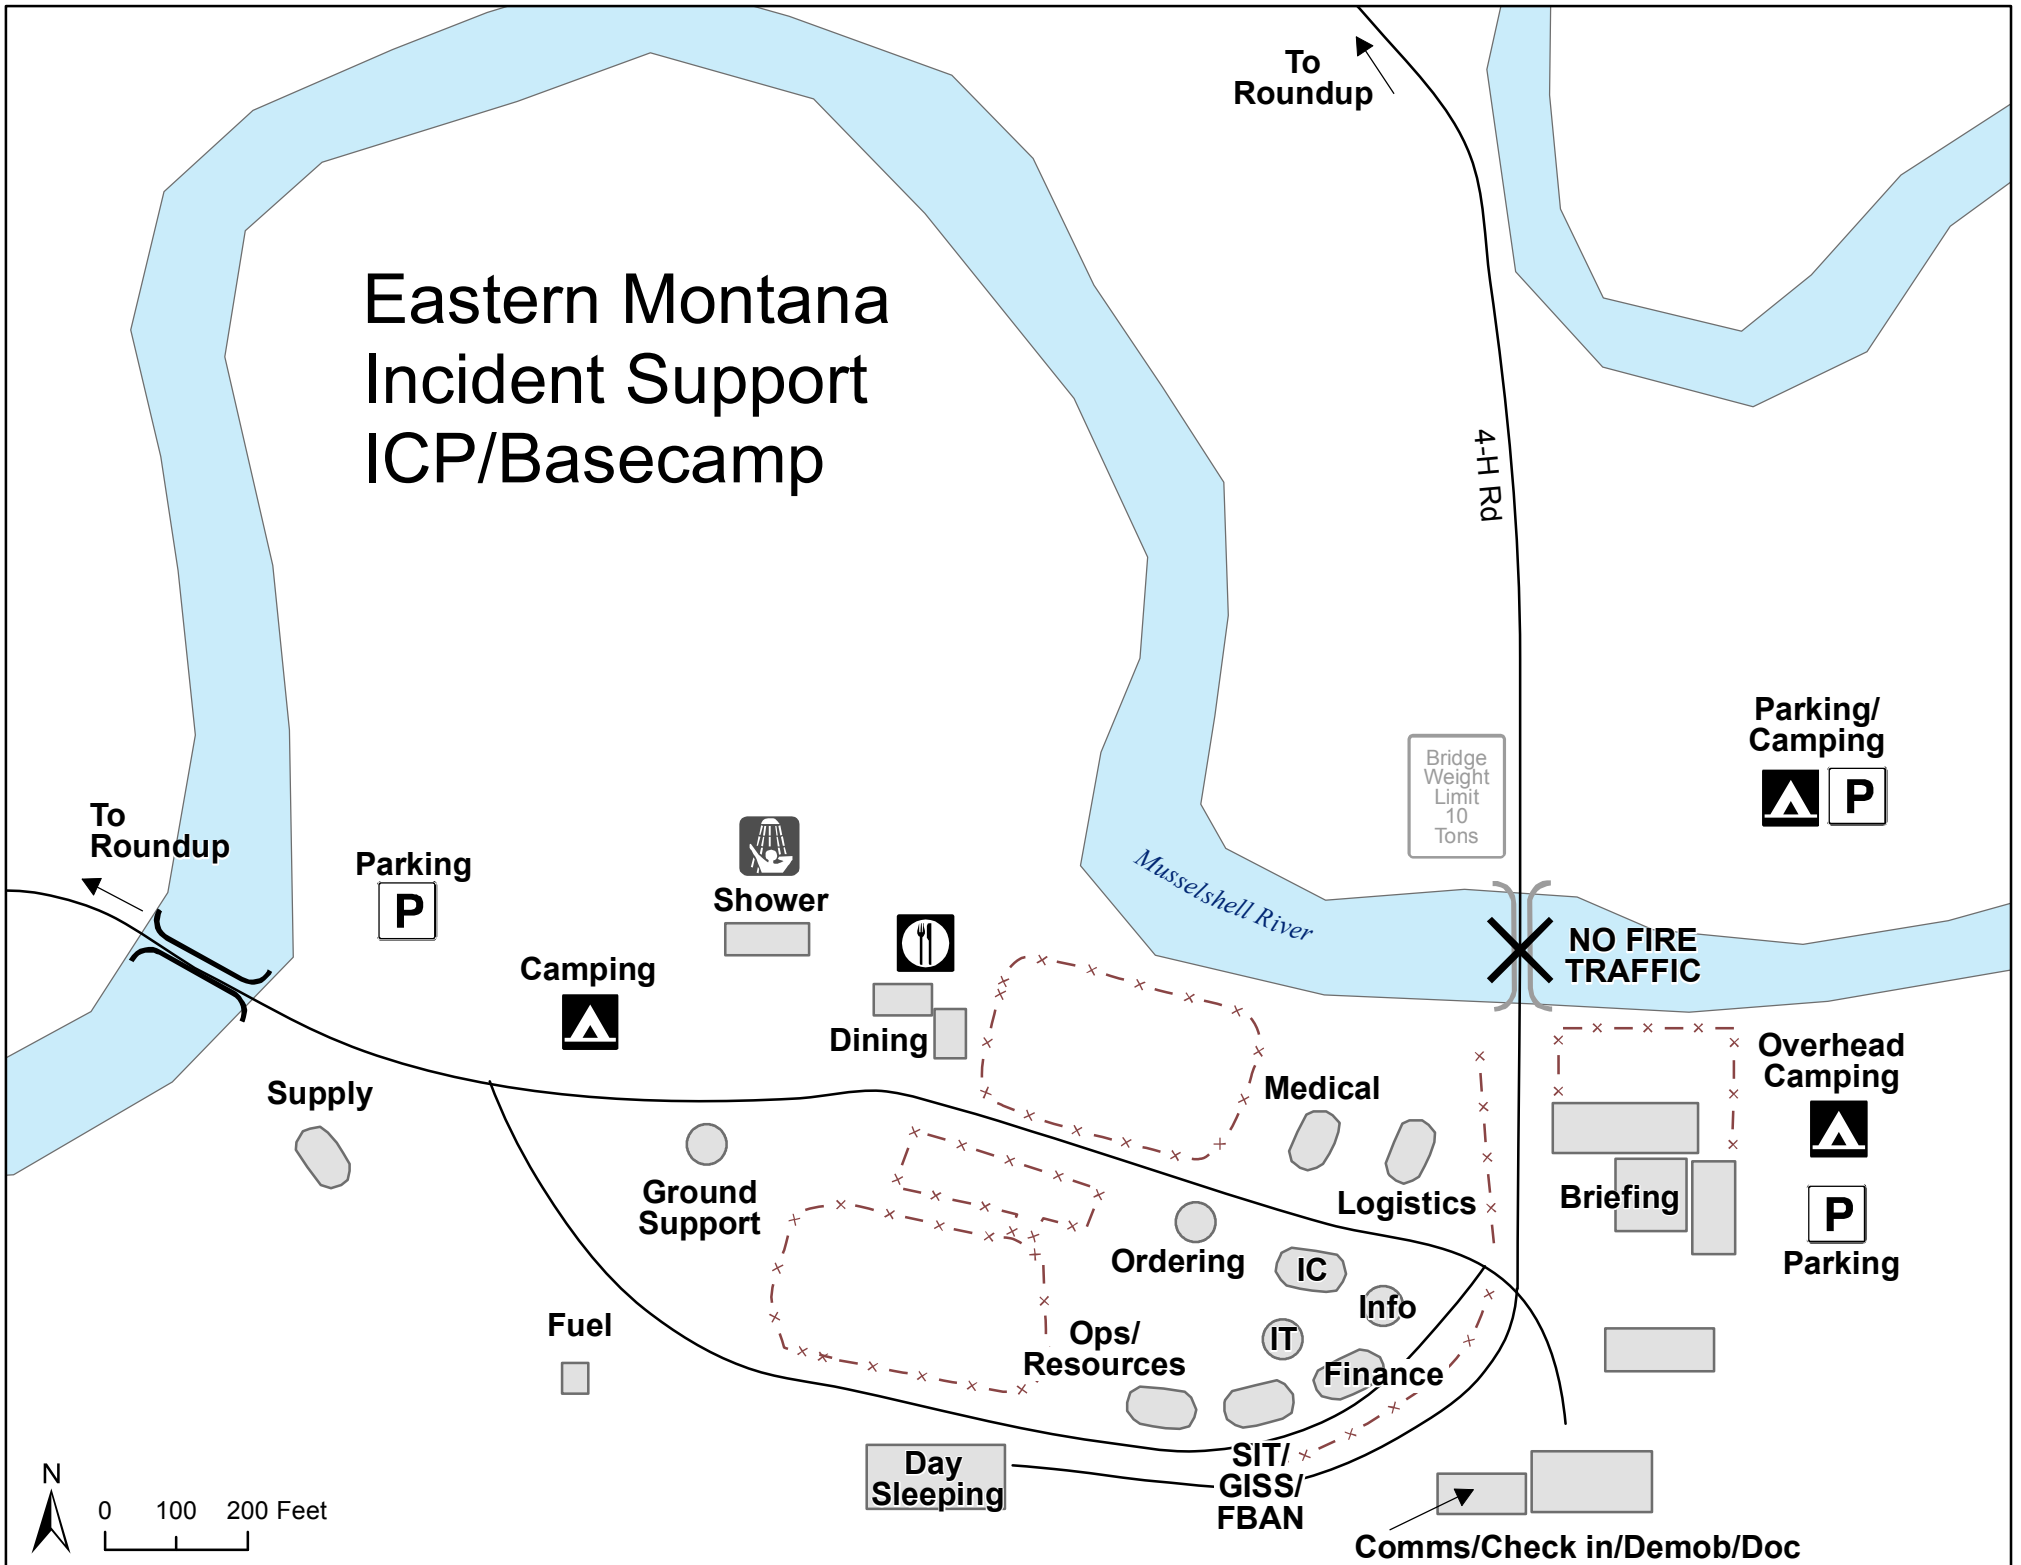 To
Roundup
Eastern Montana
Incident Support
ICP/Basecamp
4-H Rd
Parking/
Camping
P
Bridge
Weight
Limit
10
Tons
To
Roundup
Parking
P
Shower
Musselshell River
NO FIRE
TRAFFIC
Camping
Dining
Overhead
Camping
Supply
Medical
Ground
Support
Logistics
Briefing
P
Parking
Ordering
IC
Info
Fuel
Ops/
Resources
IT
Finance
Day
Sleeping
SIT/
GISS/
FBAN
N
0 100 200 Feet
Comms/Check in/Demob/Doc